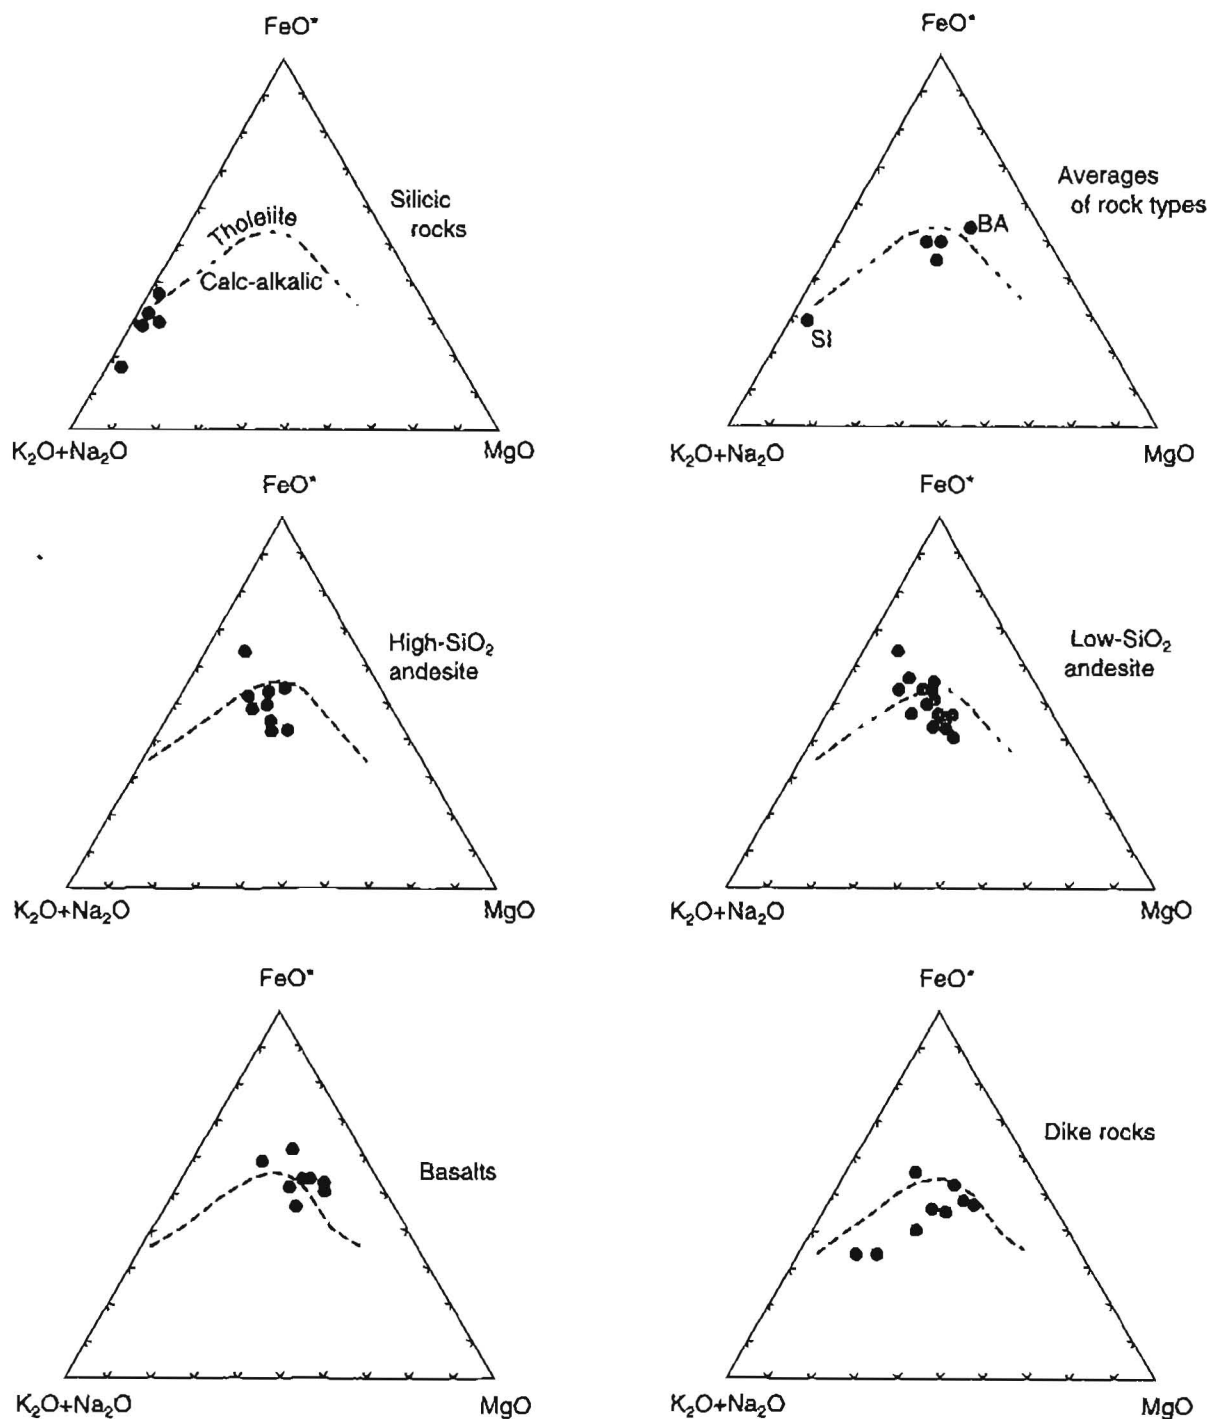 FeO*
Silicic
rocks
Tholeiite
Calc-alkalic
K₂O+Na₂O
MgO
FeO*
Averages
of rock types
BA
SI
K₂O+Na₂O
MgO
FeO*
High-SiO₂
andesite
K₂O+Na₂O
MgO
FeO*
Low-SiO₂
andesite
K₂O+Na₂O
MgO
FeO*
Basalts
K₂O+Na₂O
MgO
FeO*
Dike rocks
K₂O+Na₂O
MgO